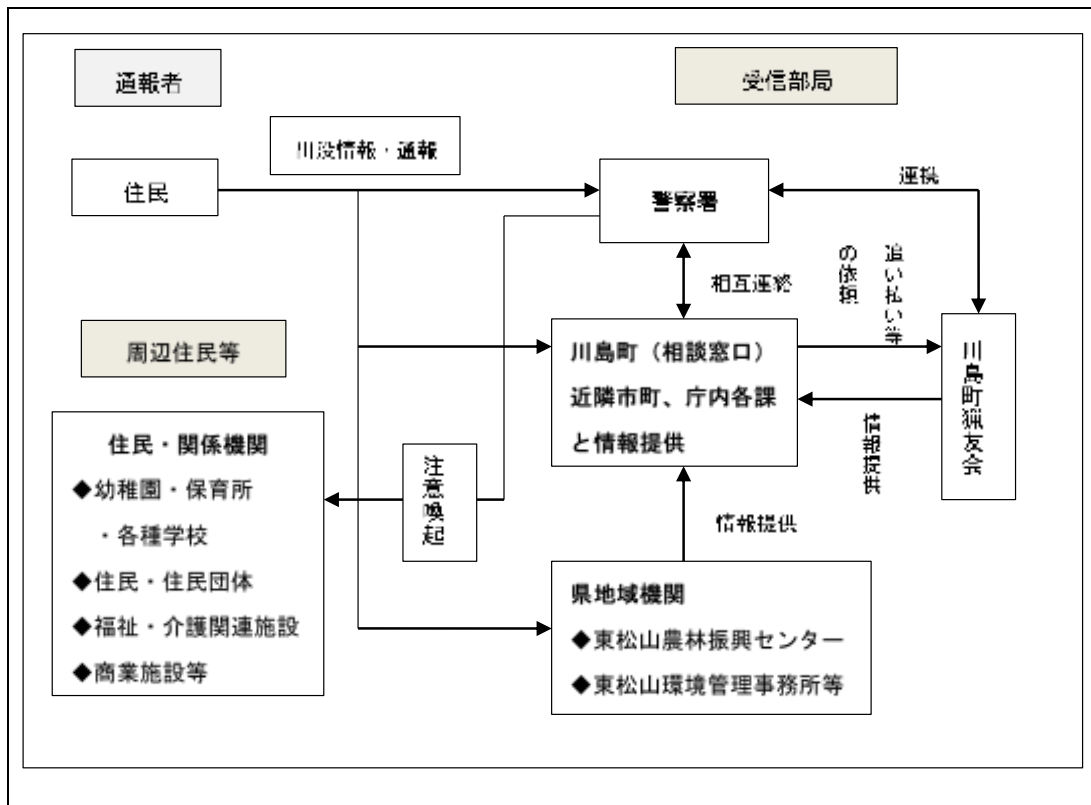 通報者
受信部局
出没情報・通報
住民
警察署
連携
相互連絡
追い払い等
の依頼
周辺住民等
川島町（相談窓口）
近隣市町、庁内各課
と情報提供
川島町猟友会
情報提供
住民・関係機関
◆幼稚園・保育所
・各種学校
◆住民・住民団体
◆福祉・介護関連施設
◆商業施設等
注意喚起
情報提供
県地域機関
◆東松山農林振興センター
◆東松山環境管理事務所等